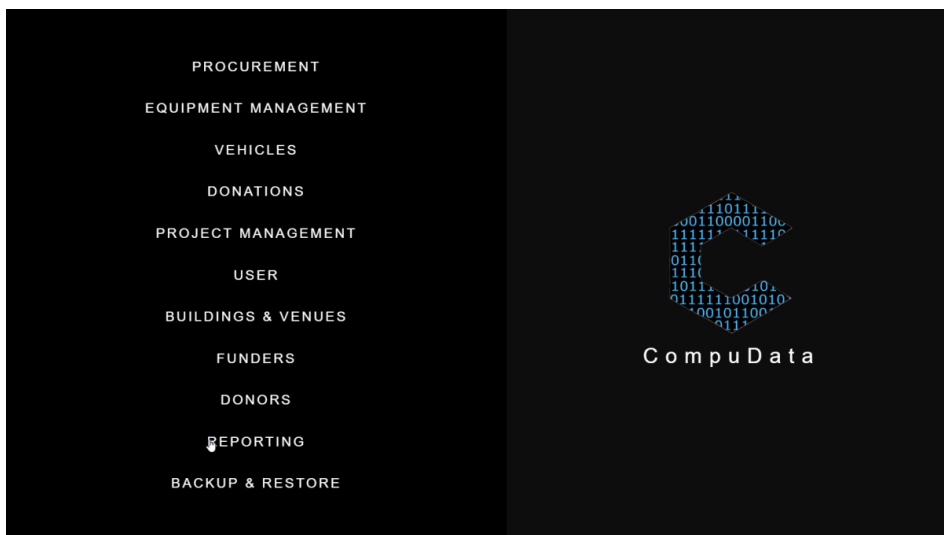 PROCUREMENT
EQUIPMENT MANAGEMENT
VEHICLES
DONATIONS
PROJECT MANAGEMENT
USER
BUILDINGS & VENUES
FUNDERS
DONORS
REPORTING
BACKUP & RESTORE
CompuData